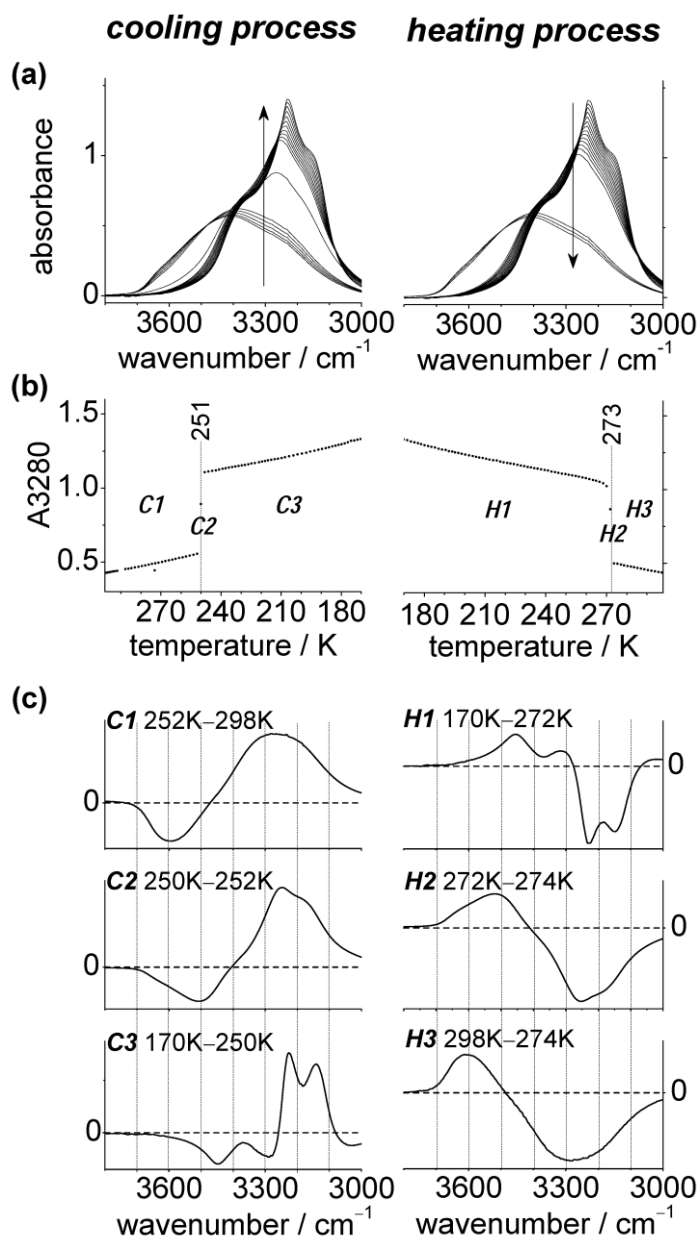 cooling process
heating process
(a)
absorbance
1
0
3600 3300 3000
wavenumber / cm⁻¹
3600 3300 3000
wavenumber / cm⁻¹
(b)
A3280
1.5
1.0
0.5
251
C1
C2
C3
270 240 210 180
temperature / K
273
H1
H2
H3
180 210 240 270
temperature / K
(c)
C1 252K–298K
0
H1 170K–272K
0
C2 250K–252K
0
H2 272K–274K
0
C3 170K–250K
0
H3 298K–274K
0
3600 3300 3000
wavenumber / cm⁻¹
3600 3300 3000
wavenumber / cm⁻¹